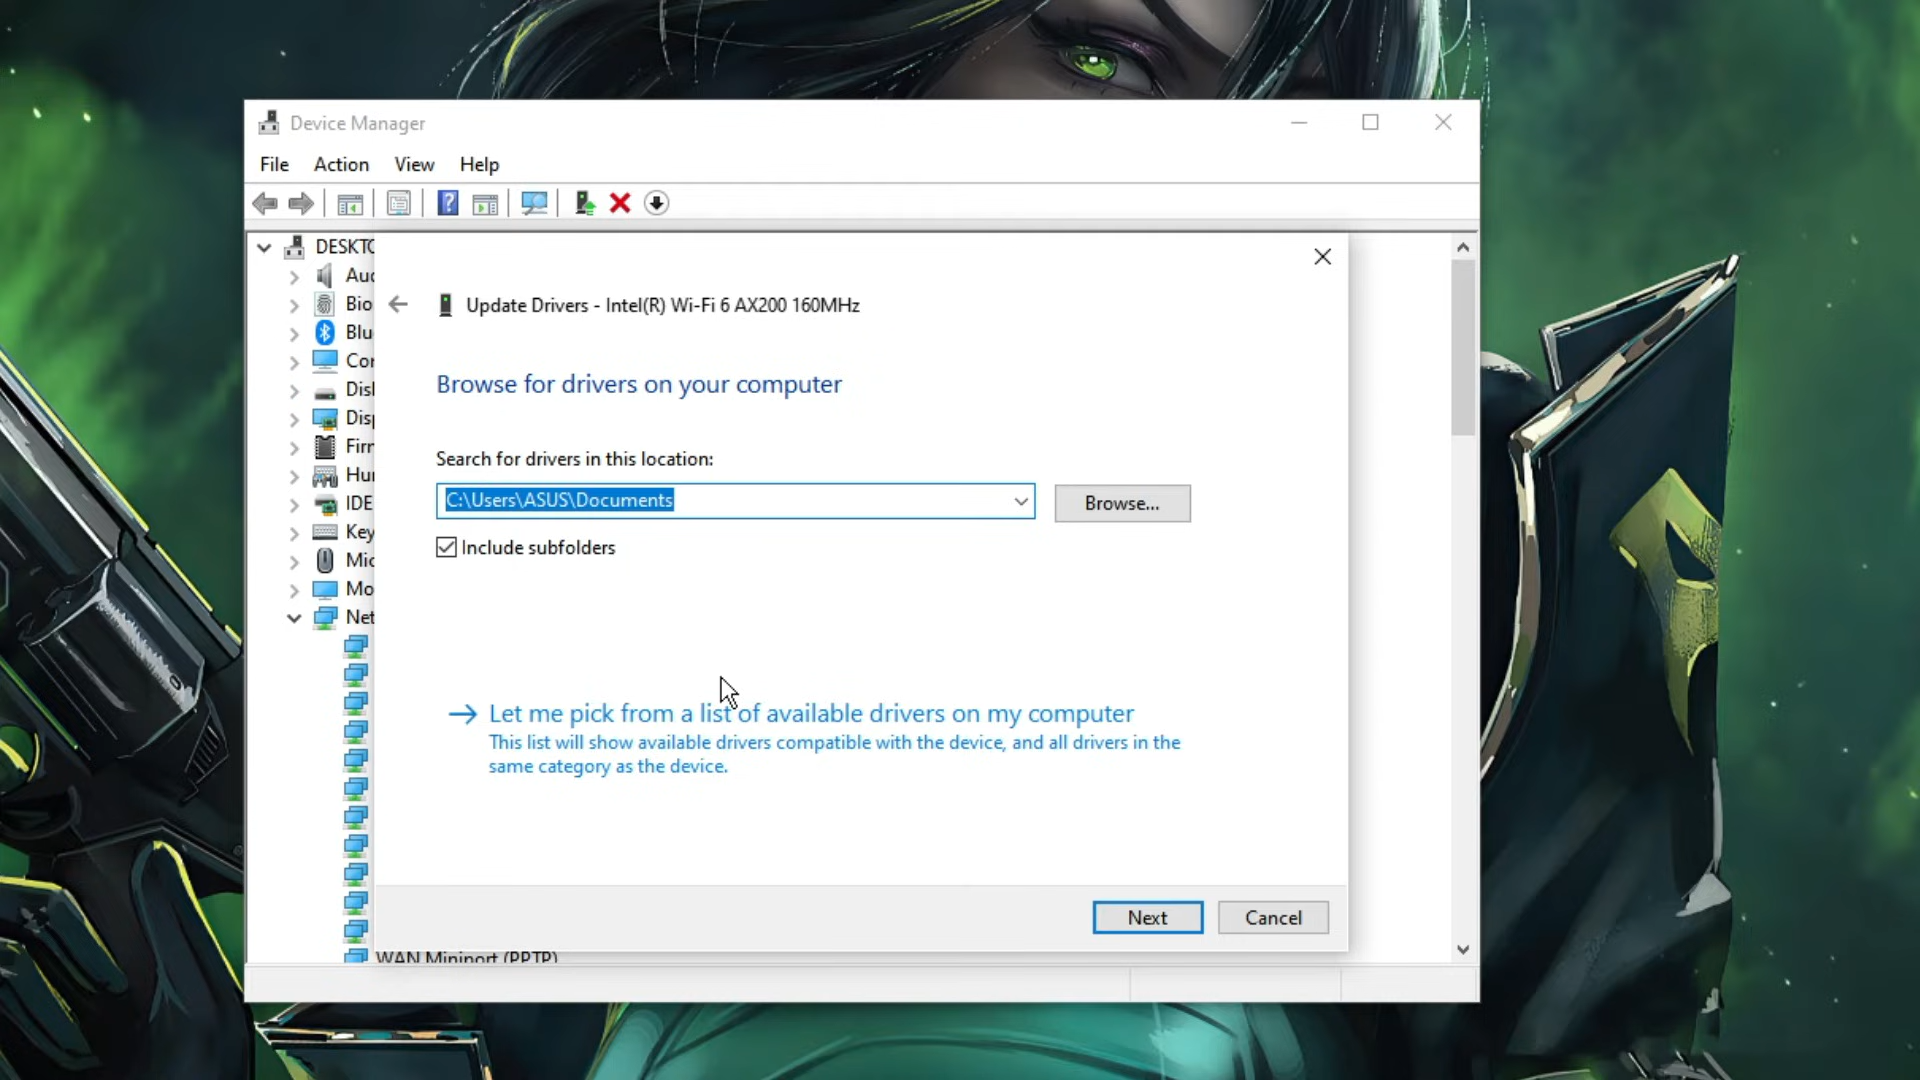 Device Manager
File Action View Help
DESKTO
Aud
Bio
Blu
Cor
Disk
Disp
Firr
Hur
IDE
Key
Mic
Mo
Net
Update Drivers - Intel(R) Wi-Fi 6 AX200 160MHz
Browse for drivers on your computer
Search for drivers in this location:
C:\Users\ASUS\Documents
Browse...
Include subfolders
Let me pick from a list of available drivers on my computer
This list will show available drivers compatible with the device, and all drivers in the
same category as the device.
Next Cancel
WAN Miniport (PPTP)